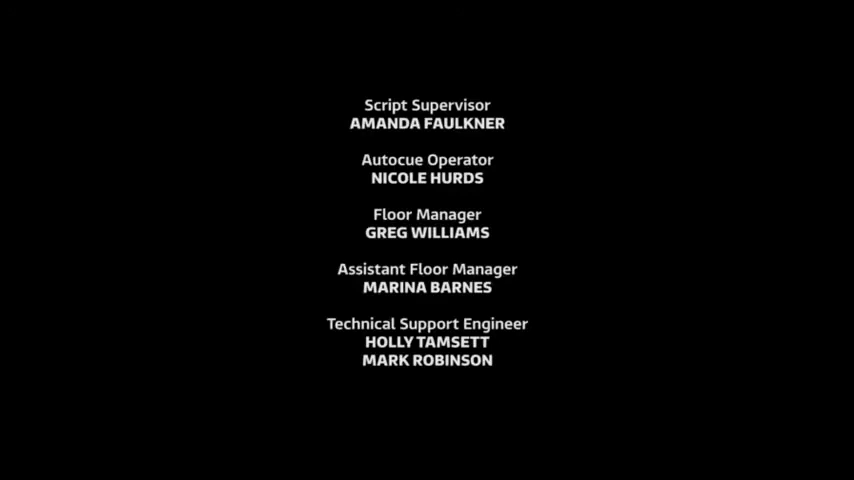 Script Supervisor
AMANDA FAULKNER
Autocue Operator
NICOLE HURDS
Floor Manager
GREG WILLIAMS
Assistant Floor Manager
MARINA BARNES
Technical Support Engineer
HOLLY TAMSETT
MARK ROBINSON